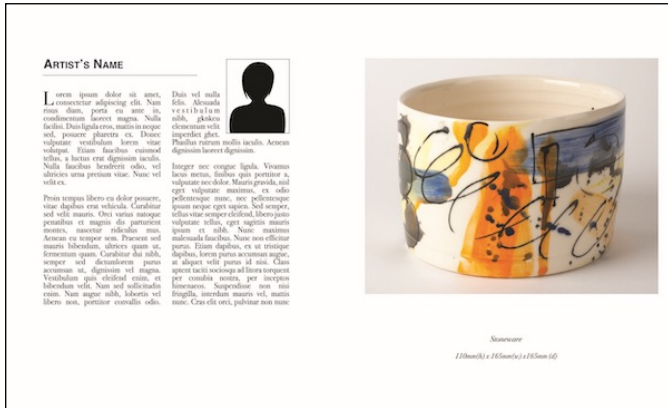 ARTIST'S NAME
Lorem ipsum dolor sit amet,
consectetur adipiscing elit. Nam
risus diam, porta eu ante in,
condimentum laoreet magna. Nulla
facilisi. Duis ligula eros, mattis in neque
sed, posuere pharetra ex. Donec
vulputate vestibulum lorem vitae
volutpat. Etiam faucibus euismod
tellus, a luctus erat dignissim iaculis.
Nulla faucibus hendrerit odio, vel
ultricies urna pretium vitae. Nunc vel
velit ex.
Proin tempus libero eu dolor posuere,
vitae dapibus erat vehicula. Curabitur
sed velit mauris. Orci varius natoque
penatibus et magnis dis parturient
montes, nascetur ridiculus mus.
Aenean eu tempor sem. Praesent sed
mauris bibendum, ultrices quam ut,
fermentum quam. Curabitur dui nibh,
semper sed dictumlorem purus
accumsan ut, dignissim vel magna.
Vestibulum quis eleifend enim, et
bibendum velit. Nam sed sollicitudin
enim. Nam augue nibh, lobortis vel
libero non, porttitor convallis odio.
Duis vel nulla
felis. Alesuada
vestibulum
nibh, gknkcu
elementum velit
imperdiet ghet.
Phasllus rutrum mollis iaculis. Aenean
dignissim laoreet dignissim.
Integer nec congue ligula. Vivamus
lacus metus, finibus quis porttitor a,
vulputate nec dolor. Mauris gravida, nisl
eget vulputate maximus, ex odio
pellentesque nunc, nec pellentesque
ipsum neque eget sapien. Sed semper,
tellus vitae semper eleifend, libero justo
vulputate tellus, eget sagittis mauris
ipsum et nibh. Nunc maximus
malesuada faucibus. Nunc non efficitur
purus. Etiam dapibus, ex ut tristique
dapibus, lorem purus accumsan augue,
at aliquet velit purus id nisi. Class
aptent taciti sociosqu ad litora torquent
per conubia nostra, per inceptos
himenaeos. Suspendisse non nisi
fringilla, interdum mauris vel, mattis
nunc. Cras elit orci, pulvinar non nunc
Stoneware
110mm(h) x 165mm(w) x165mm (d)